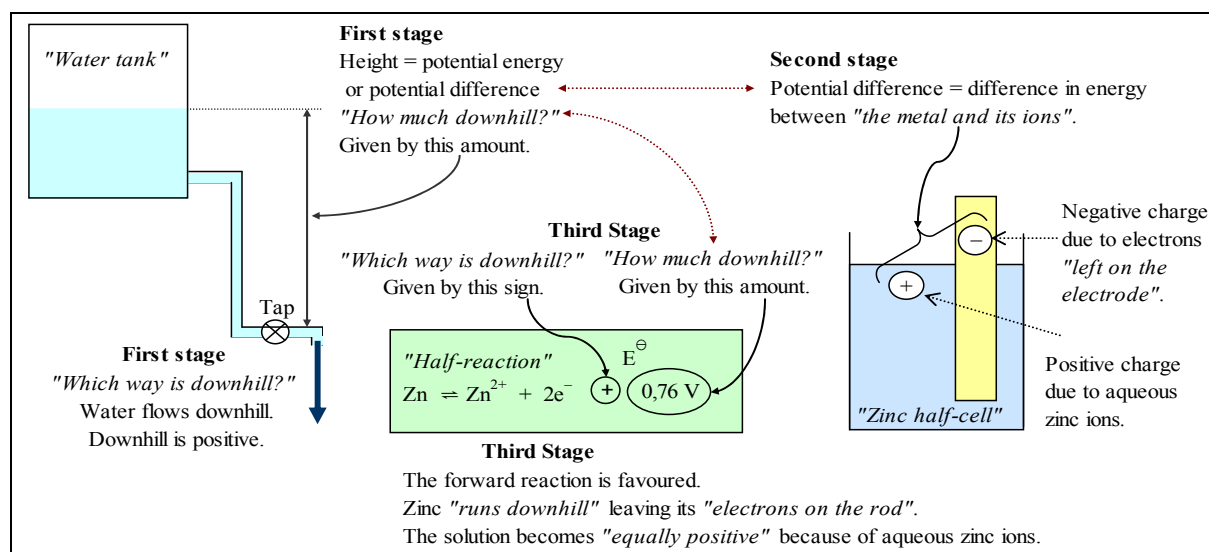 "Water tank"
First stage
Height = potential energy
or potential difference
"How much downhill?"
Given by this amount.
Second stage
Potential difference = difference in energy
between "the metal and its ions".
Tap
First stage
"Which way is downhill?"
Water flows downhill.
Downhill is positive.
Third Stage
"Which way is downhill?"
Given by this sign.
"How much downhill?"
Given by this amount.
"Half-reaction"
E⊖
Zn ⇌ Zn²⁺ + 2e⁻ + 0,76 V
Third Stage
The forward reaction is favoured.
Zinc "runs downhill" leaving its "electrons on the rod".
The solution becomes "equally positive" because of aqueous zinc ions.
−
+
"Zinc half-cell"
Negative charge
due to electrons
"left on the
electrode".
Positive charge
due to aqueous
zinc ions.